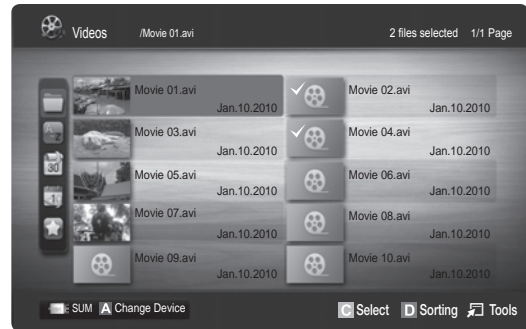 Videos /Movie 01.avi 2 files selected 1/1 Page
Movie 01.avi Movie 02.avi
Jan.10.2010 Jan.10.2010
Movie 03.avi Movie 04.avi
Jan.10.2010 Jan.10.2010
Movie 05.avi Movie 06.avi
Jan.10.2010 Jan.10.2010
Movie 07.avi Movie 08.avi
Jan.10.2010 Jan.10.2010
Movie 09.avi Movie 10.avi
Jan.10.2010 Jan.10.2010
SUM A Change Device C Select D Sorting Tools